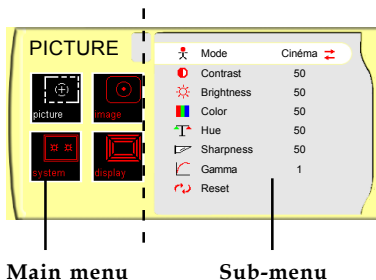 PICTURE
picture
image
system
display
Mode Cinéma
Contrast 50
Brightness 50
Color 50
Hue 50
Sharpness 50
Gamma 1
Reset
Main menu
Sub-menu